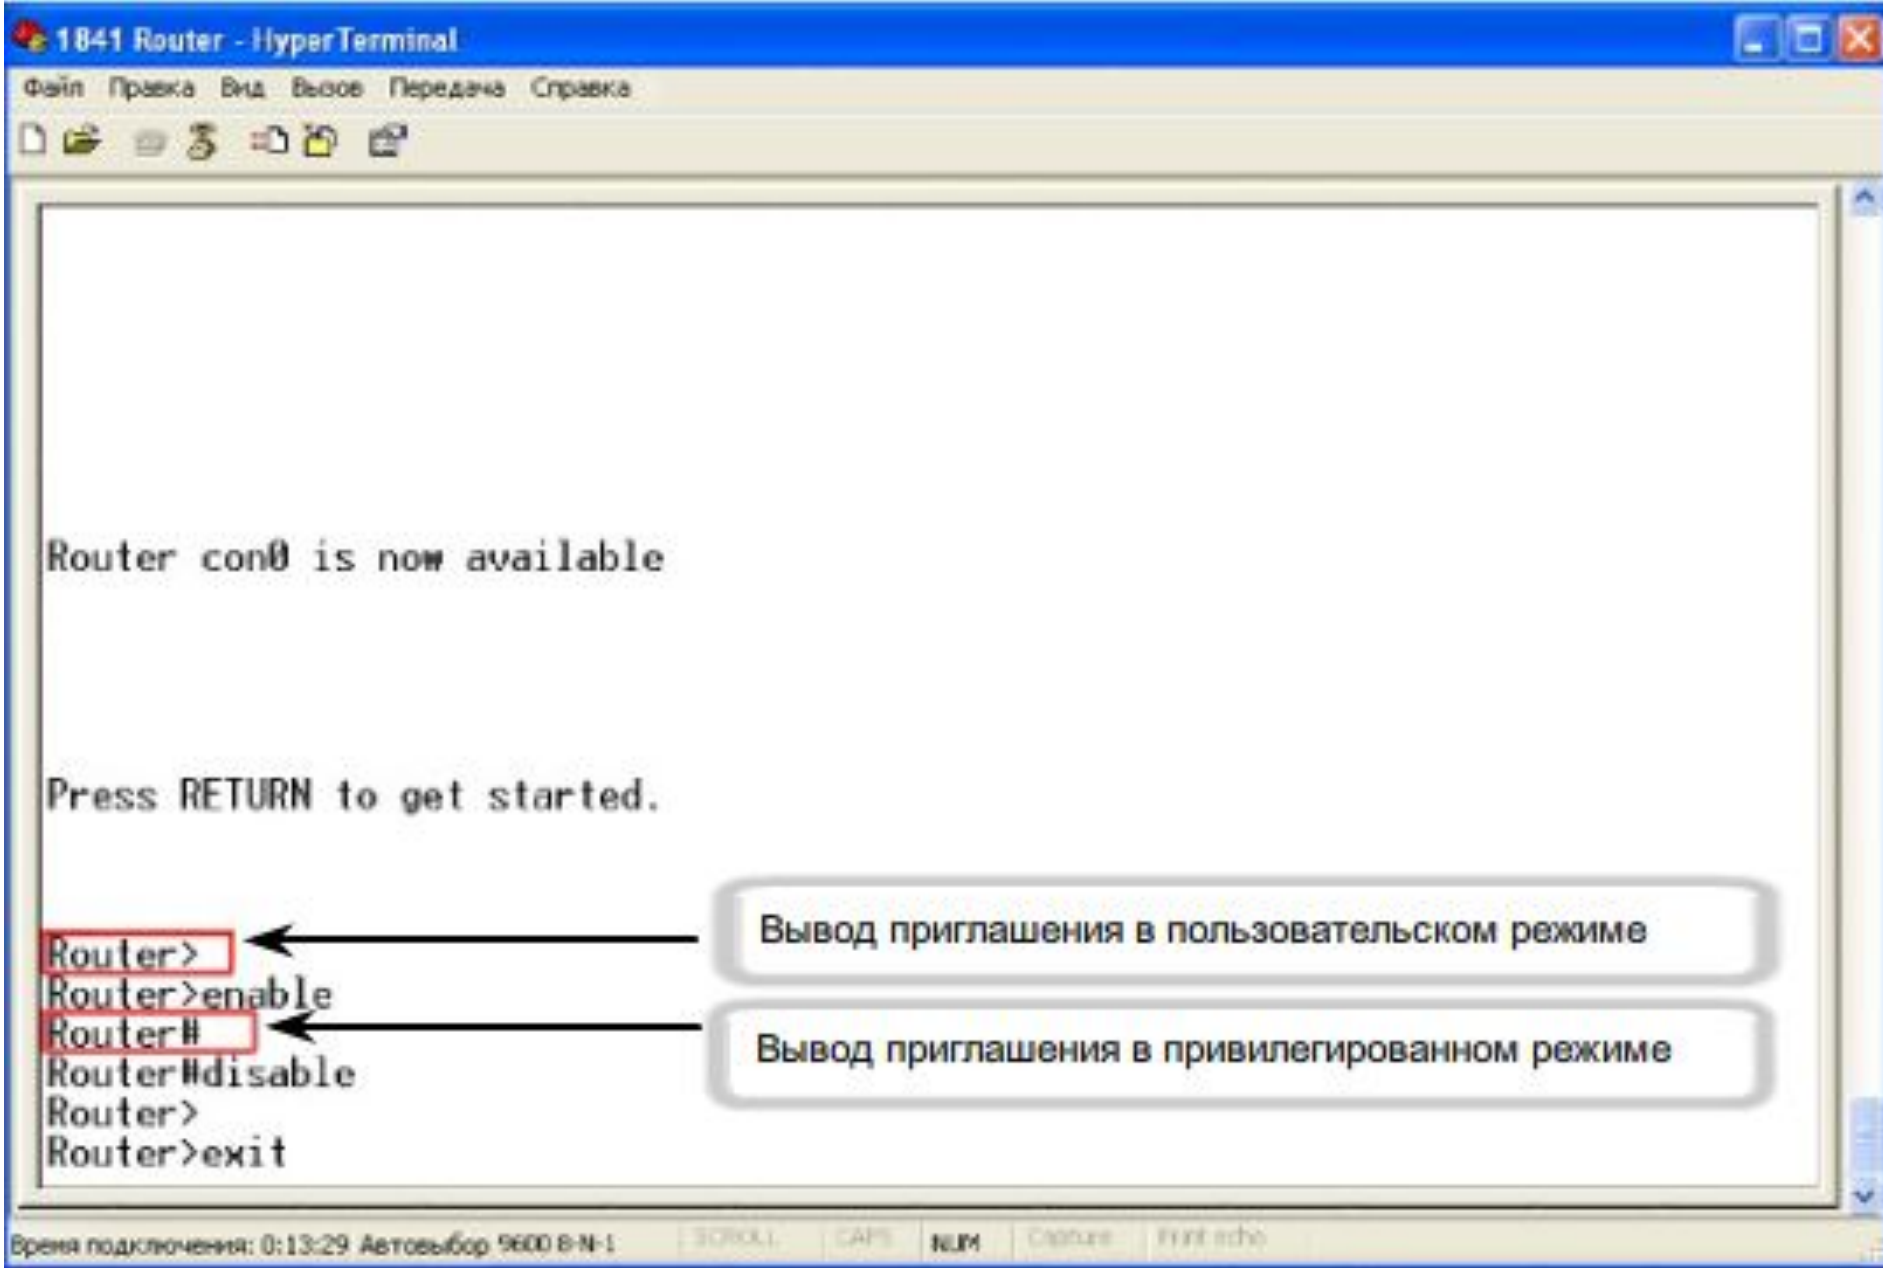 1841 Router - HyperTerminal
Файл Правка Вид Вызов Передача Справка
Router con0 is now available
Press RETURN to get started.
Router>
Вывод приглашения в пользовательском режиме
Router>enable
Router#
Вывод приглашения в привилегированном режиме
Router#disable
Router>
Router>exit
Время подключения: 0:13:29 Автовыбор 9600 8-N-1 SCROLL CAPS NUM Capture Print echo